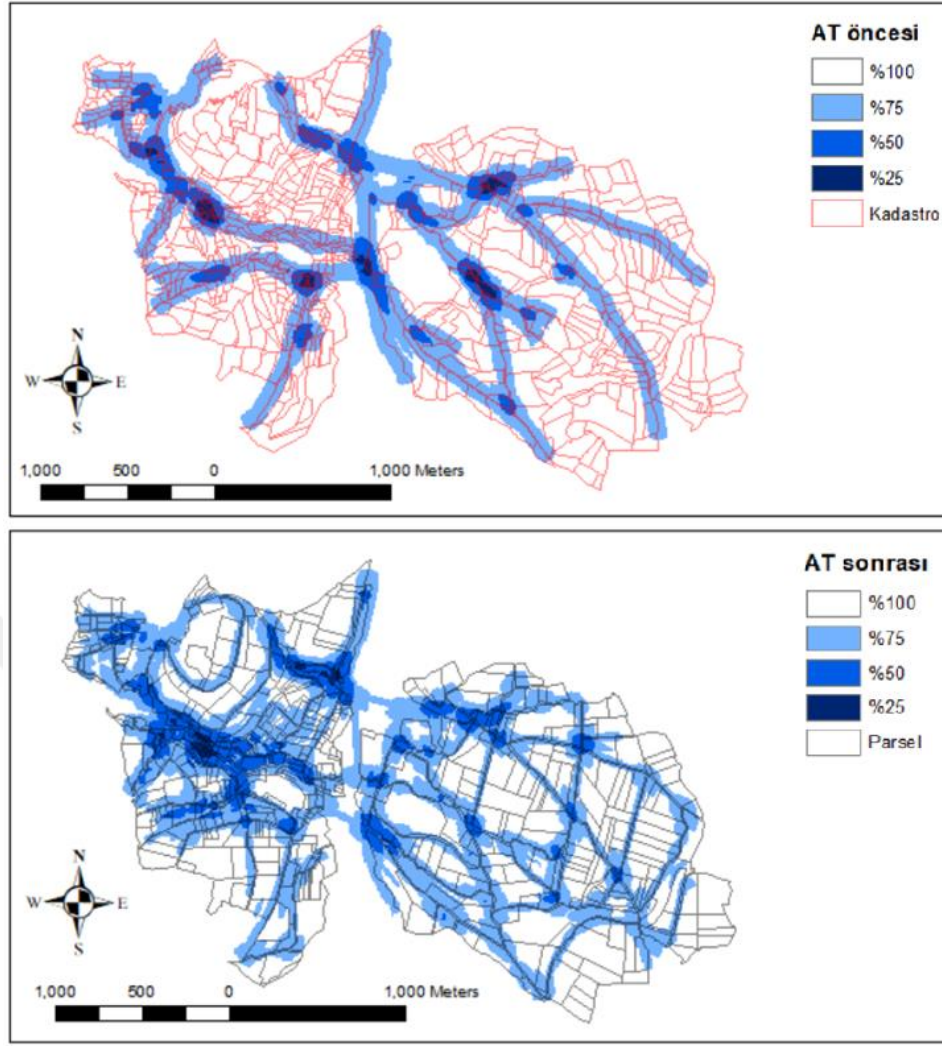 AT öncesi
%100
%75
%50
%25
Kadastro
N
W E
S
1,000 500 0 1,000 Meters
AT sonrası
%100
%75
%50
%25
Parsel
N
W E
S
1,000 500 0 1,000 Meters